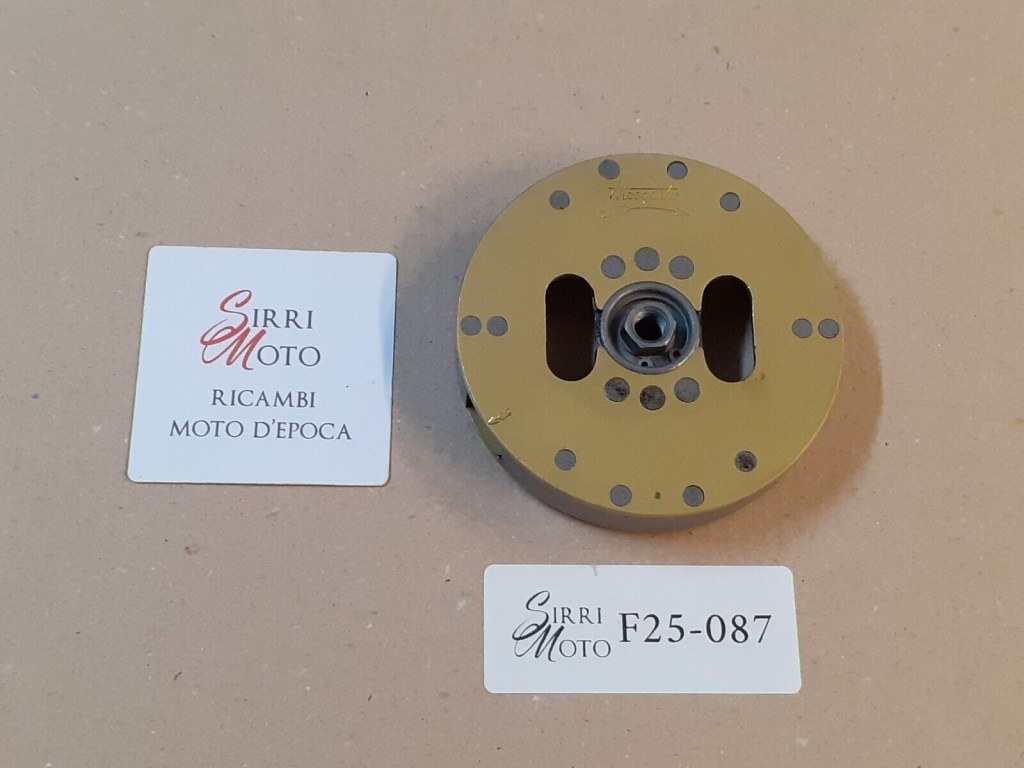 SIRRI
MOTO
RICAMBI
MOTO D'EPOCA
SIRRI
MOTO
F25-087